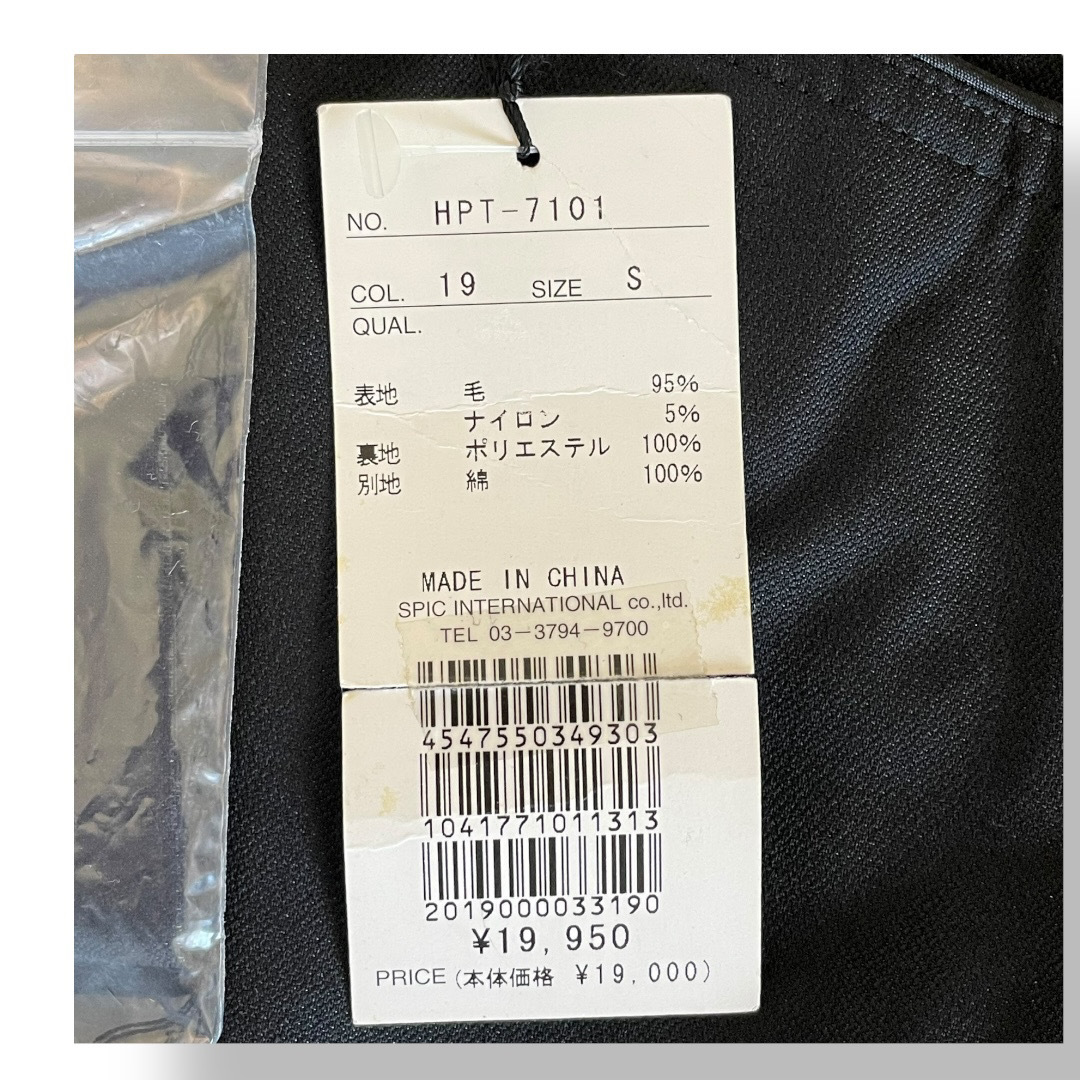 NO. HPT-7101
COL. 19 SIZE S
QUAL.
表地 毛 95%
ナイロン 5%
裏地 ポリエステル 100%
別地 綿 100%
MADE IN CHINA
SPIC INTERNATIONAL co.,ltd.
TEL 03-3794-9700
4547550349303
1041771011313
2019000033190
¥19,950
PRICE (本体価格 ¥19,000)